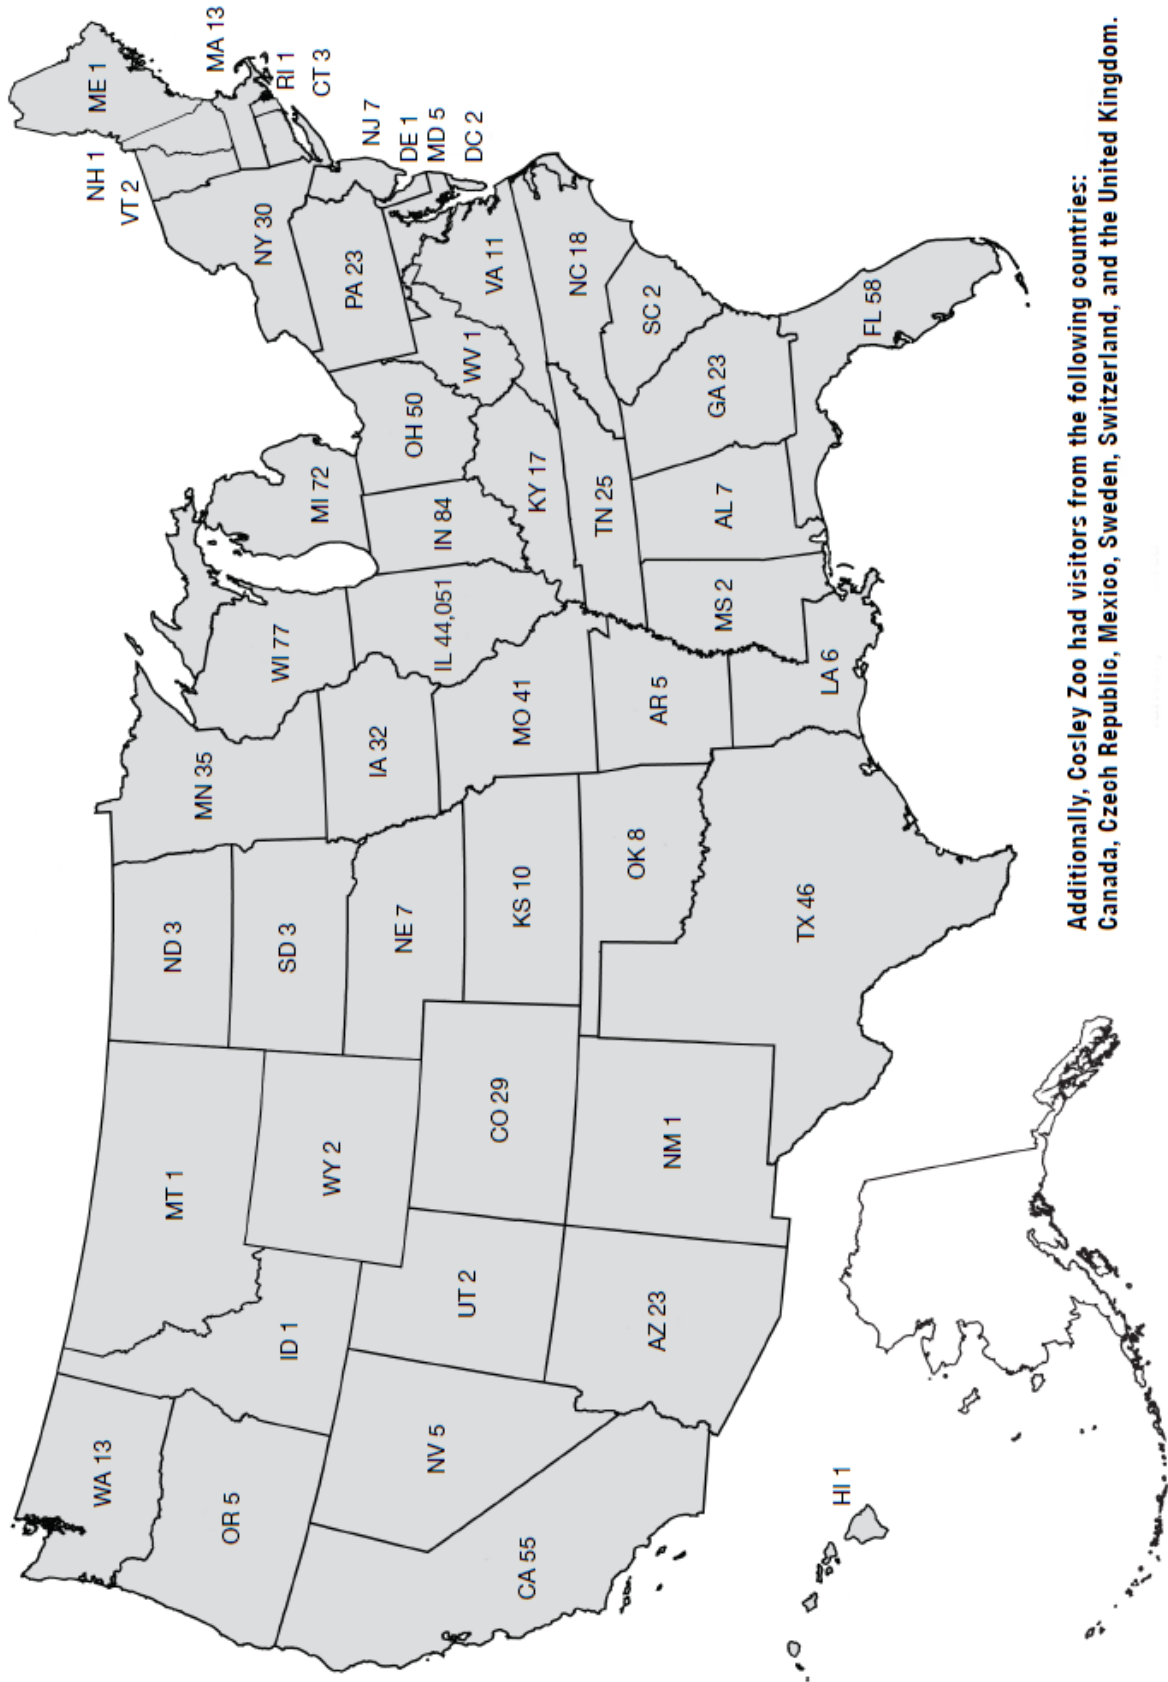 WA 13
OR 5
CA 55
NV 5
ID 1
MT 1
WY 2
UT 2
AZ 23
CO 29
NM 1
ND 3
SD 3
NE 7
KS 10
OK 8
TX 46
MN 35
IA 32
MO 41
AR 5
LA 6
WI 77
IL 44,051
MS 2
MI 72
IN 84
KY 17
TN 25
AL 7
OH 50
WV 1
GA 23
FL 58
SC 2
NC 18
VA 11
PA 23
NY 30
VT 2
NH 1
ME 1
MA 13
RI 1
CT 3
NJ 7
DE 1
MD 5
DC 2
HI 1
Additionally, Cosley Zoo had visitors from the following countries:
Canada, Czech Republic, Mexico, Sweden, Switzerland, and the United Kingdom.